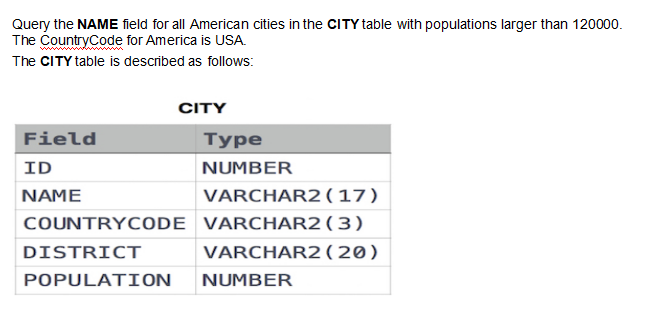 Query the NAME field for all American cities in the CITY table with populations larger than 120000.
The CountryCode for America is USA.
The CITY table is described as follows:
CITY
Field Type
ID NUMBER
NAME VARCHAR2(17)
COUNTRYCODE VARCHAR2(3)
DISTRICT VARCHAR2(20)
POPULATION NUMBER